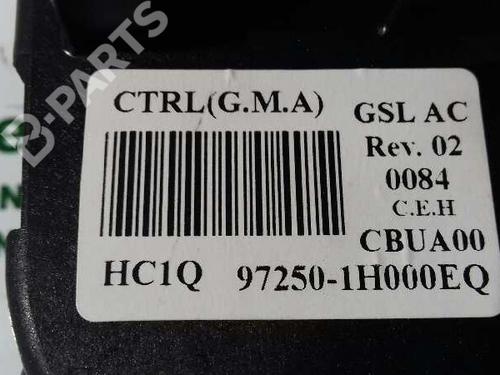 B-PARTS
CTRL(G.M.A)
GSL AC
Rev. 02
0084
C.E.H
CBUA00
HC1Q 97250-1H000EQ